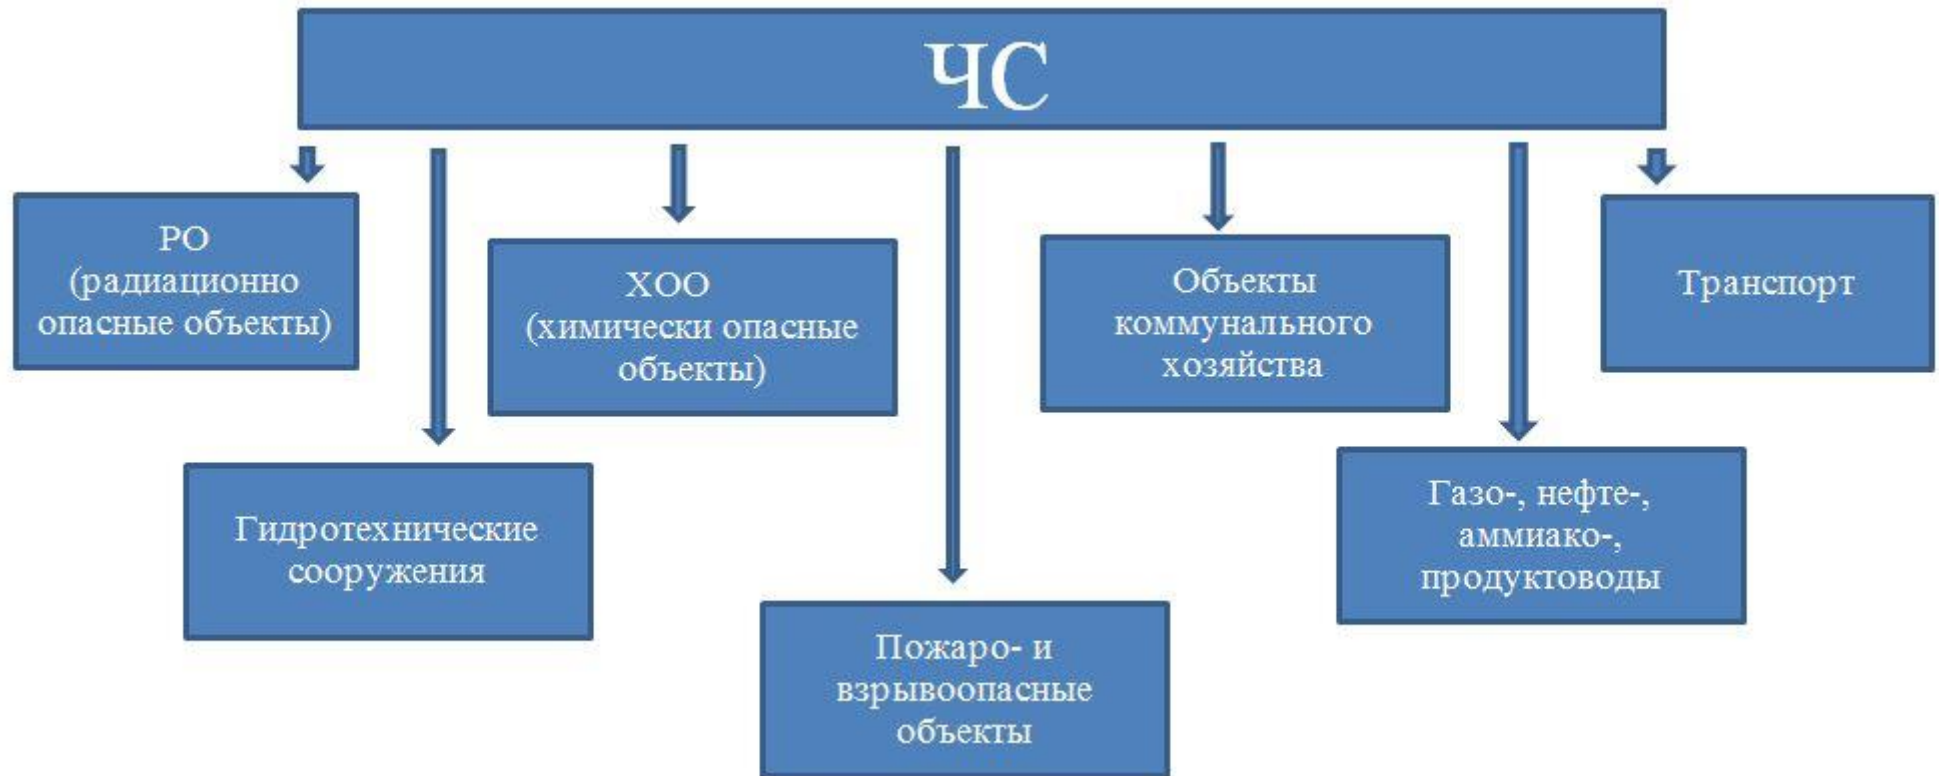 ЧС
РО
(радиационно
опасные объекты)
ХОО
(химически опасные
объекты)
Объекты
коммунального
хозяйства
Транспорт
Гидротехнические
сооружения
Газо-, нефте-,
аммиако-,
продуктоводы
Пожаро- и
взрывоопасные
объекты